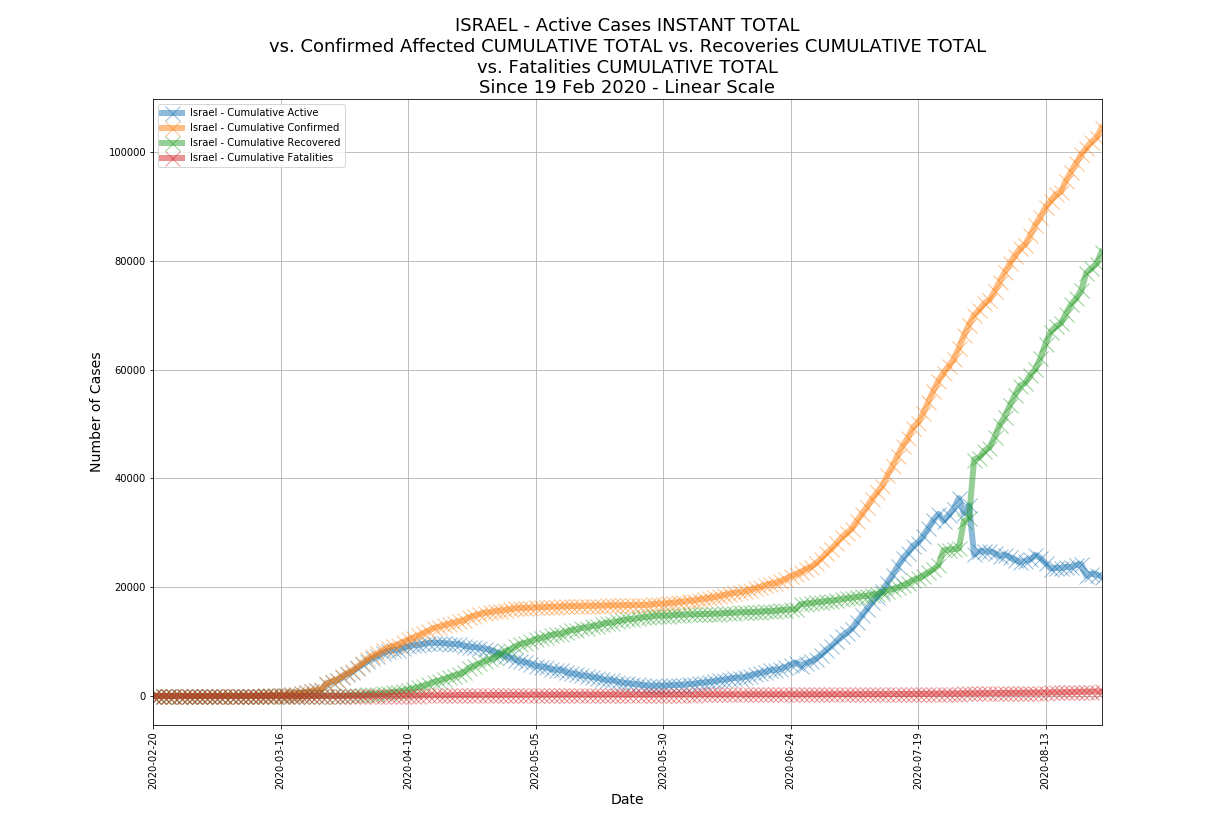 ISRAEL - Active Cases INSTANT TOTAL
vs. Confirmed Affected CUMULATIVE TOTAL vs. Recoveries CUMULATIVE TOTAL
vs. Fatalities CUMULATIVE TOTAL
Since 19 Feb 2020 - Linear Scale
Israel - Cumulative Active
Israel - Cumulative Confirmed
Israel - Cumulative Recovered
Israel - Cumulative Fatalities
Number of Cases
100000
80000
60000
40000
20000
0
2020-02-20
2020-03-16
2020-04-10
2020-05-05
2020-05-30
2020-06-24
2020-07-19
2020-08-13
Date